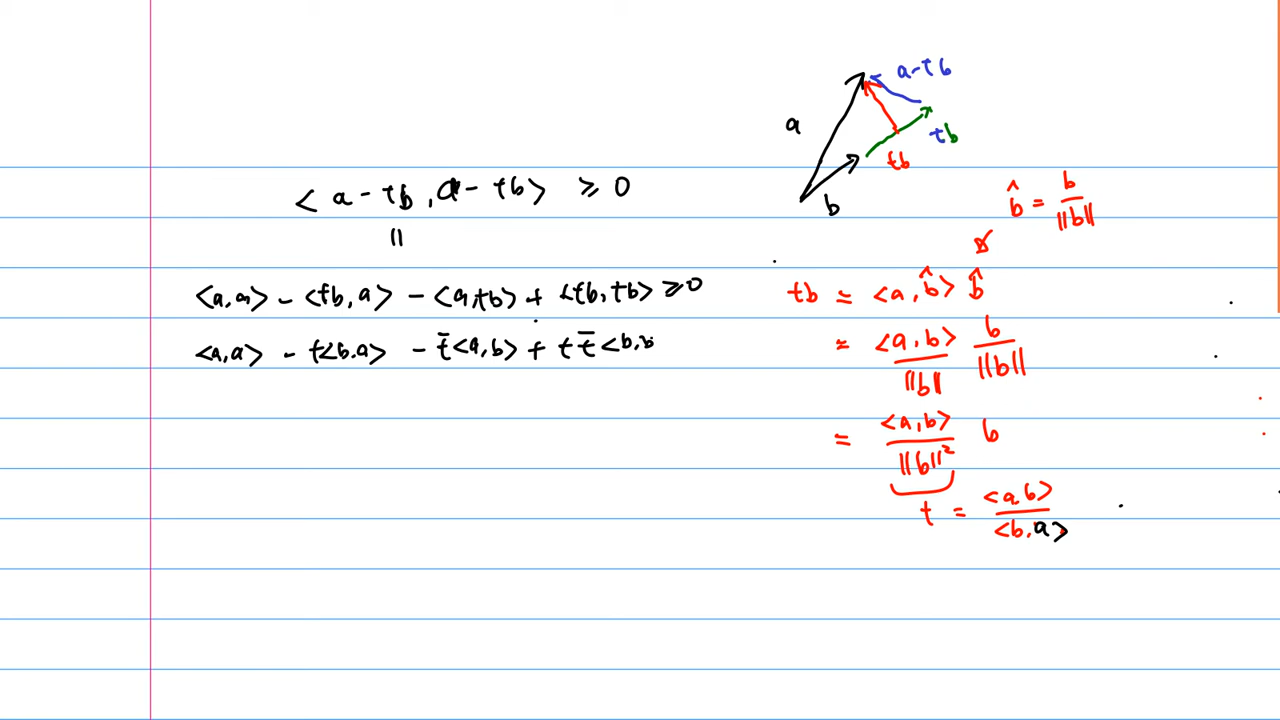 a - tb
a
tb
tb
b
b̂ = b / ||b||
< a - tb , a - tb > ≥ 0
||
<a,a> - <tb,a> - <a,tb> + <tb,tb> ≥ 0
<a,a> - t<b.a> - t̄<a,b> + t t̄ <b,b
tb = <a, b̂> b̂
= <a,b> / ||b|| b / ||b||
= <a,b> / ||b||² b
t = <a b> / <b.a>